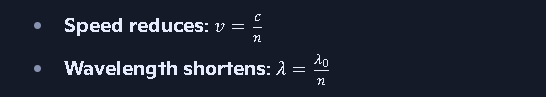 • Speed reduces: v = c/n
• Wavelength shortens: λ = λ₀/n